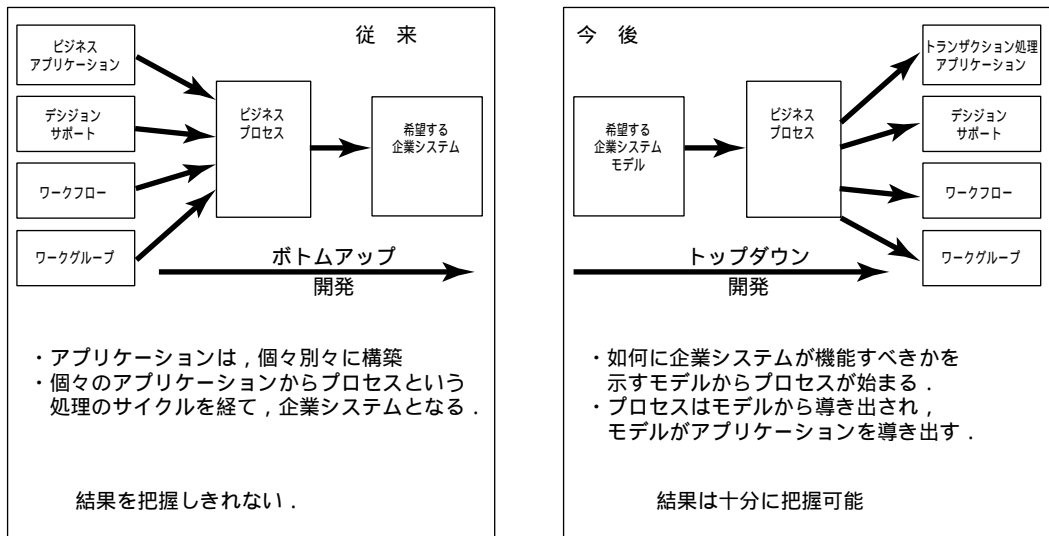 従　来
ビジネス
アプリケーション
デシジョン
サポート
ワークフロー
ワークグループ
ビジネス
プロセス
希望する
企業システム
ボトムアップ
開発
・アプリケーションは，個々別々に構築
・個々のアプリケーションからプロセスという
処理のサイクルを経て，企業システムとなる．
結果を把握しきれない．
今　後
希望する
企業システム
モデル
ビジネス
プロセス
トランザクション処理
アプリケーション
デシジョン
サポート
ワークフロー
ワークグループ
トップダウン
開発
・如何に企業システムが機能すべきかを
示すモデルからプロセスが始まる．
・プロセスはモデルから導き出され，
モデルがアプリケーションを導き出す．
結果は十分に把握可能